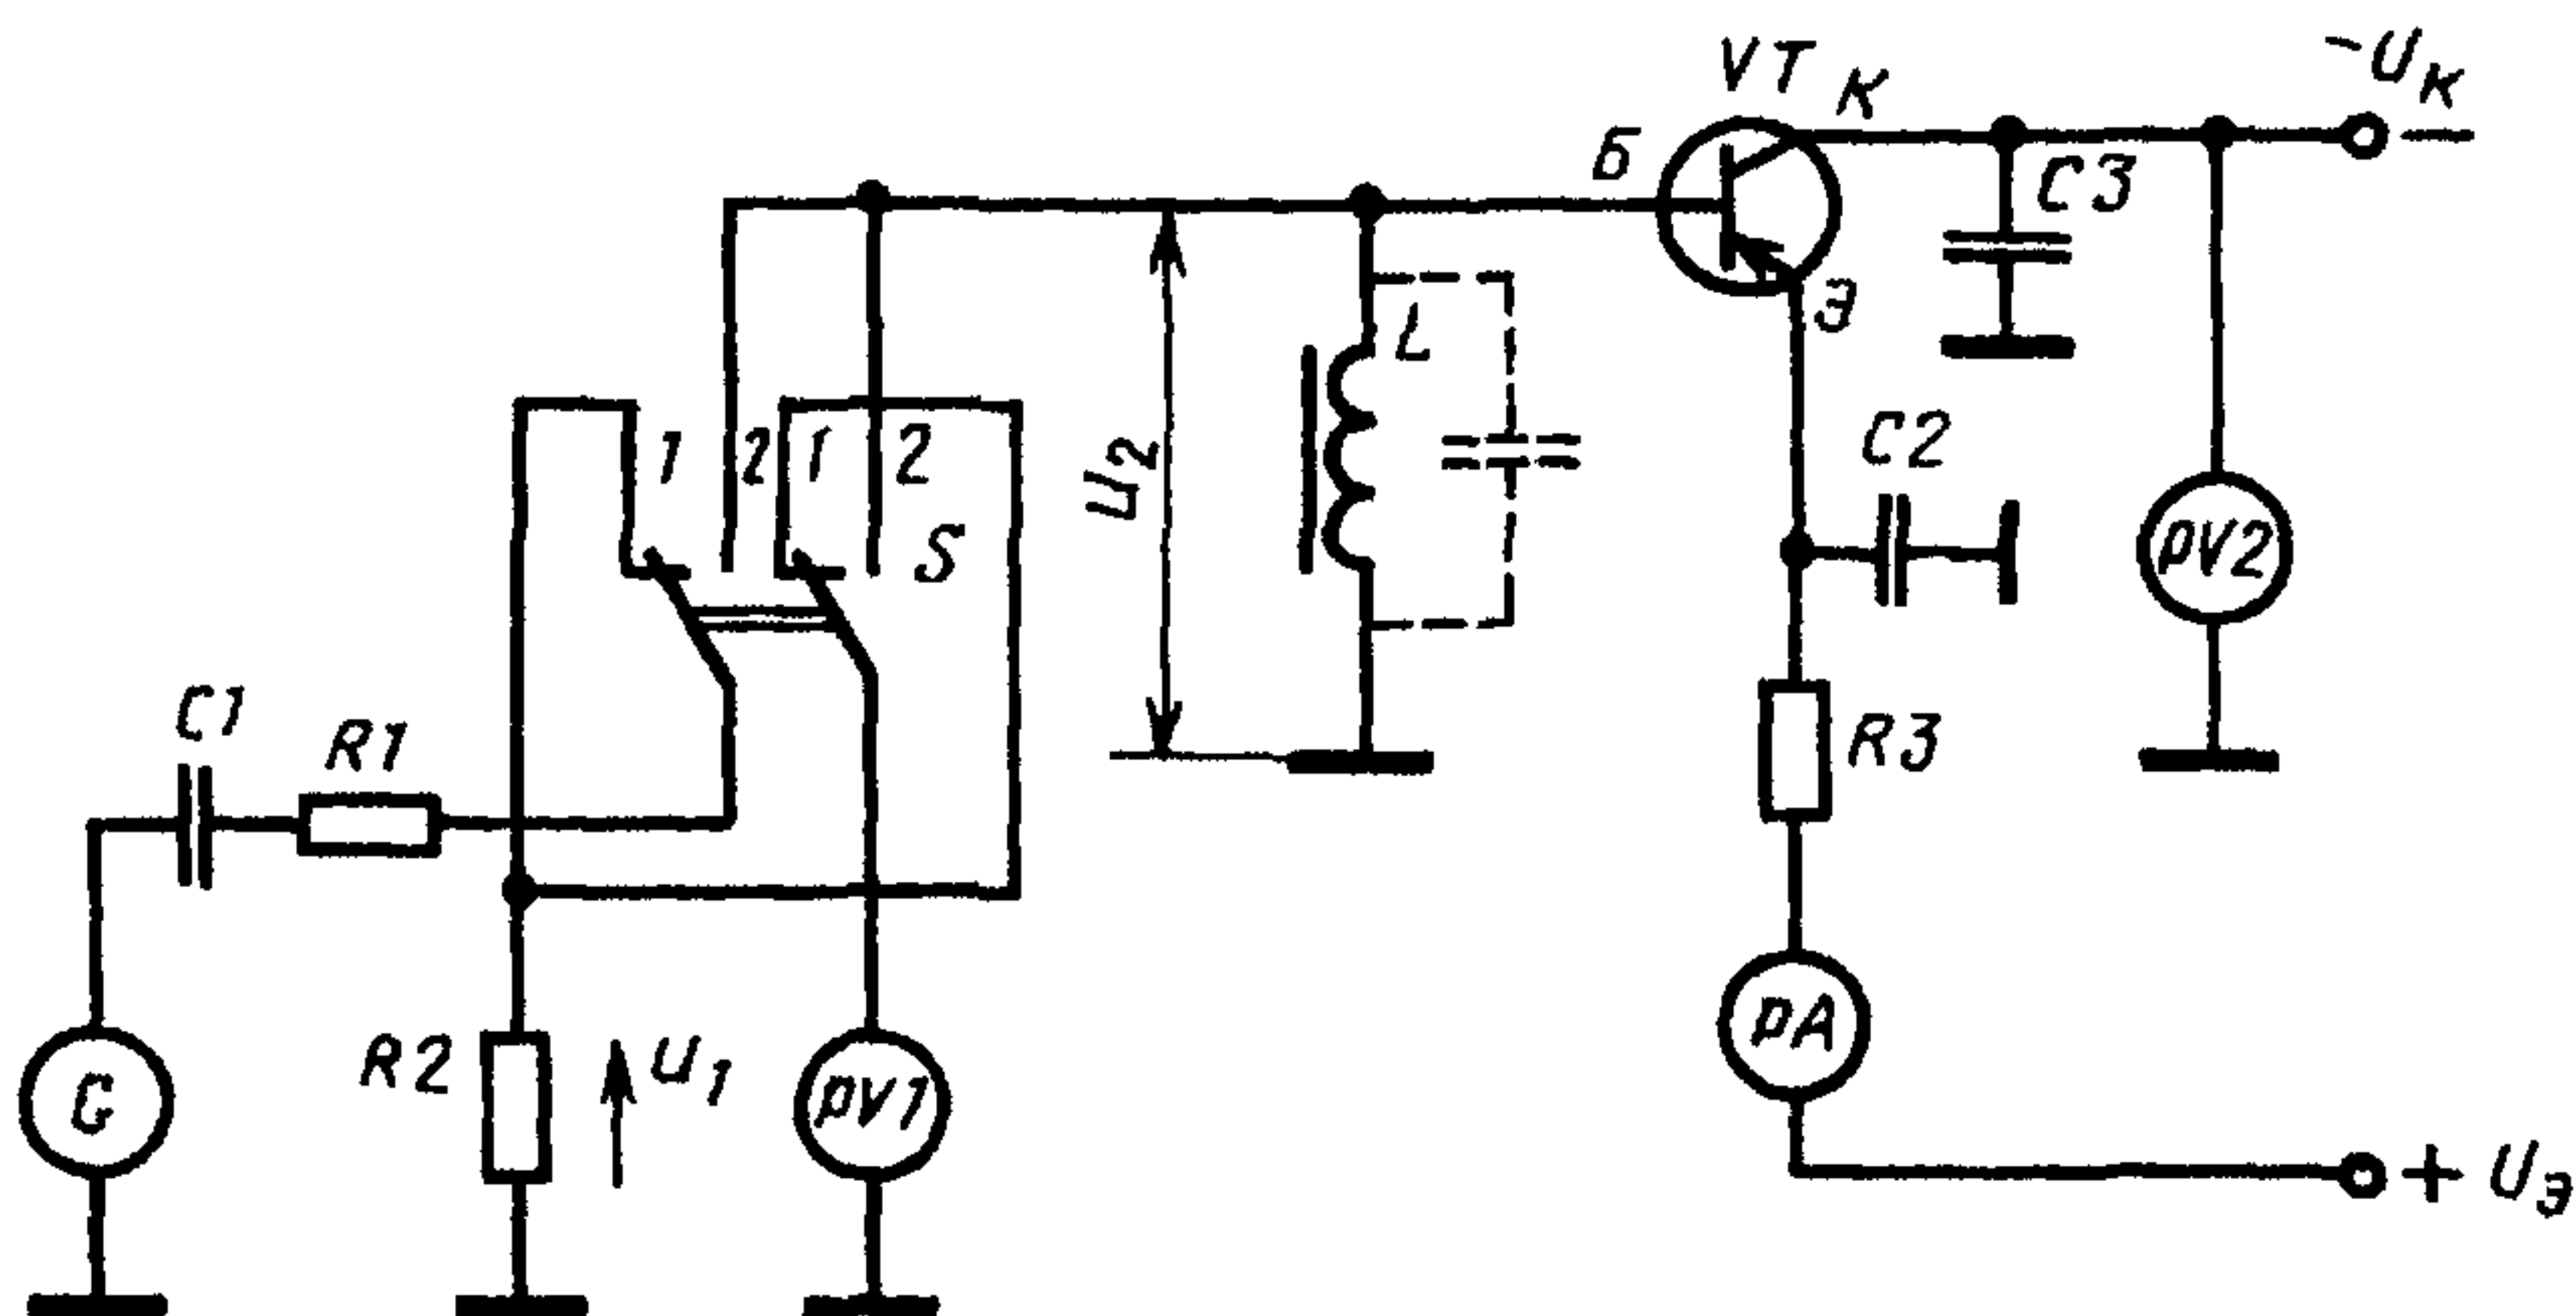 VT
К
-Uк
Б
C3
Э
L
1 2 1 2
S
U2
C2
pV2
C1
R1
R3
R2
U1
G
pV1
pA
+ Uэ